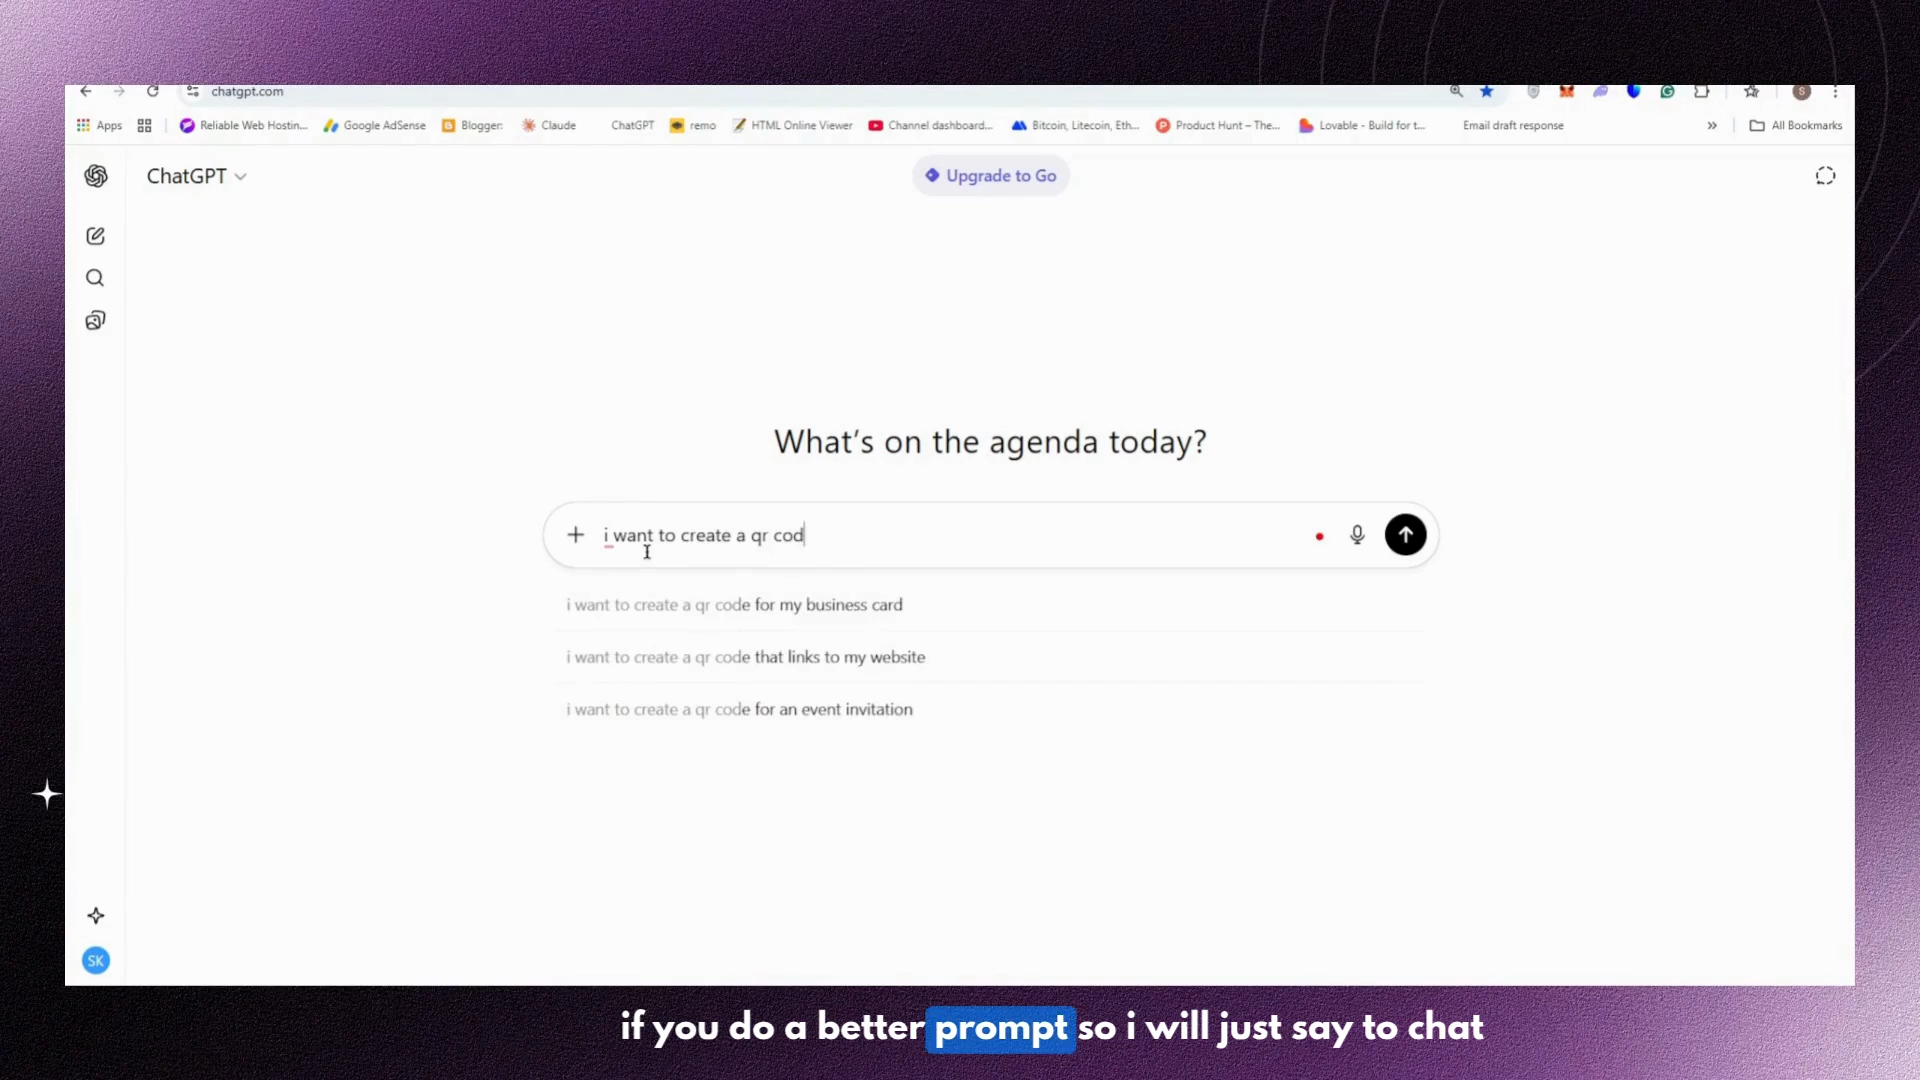 chatgpt.com
S
Apps
Reliable Web Hostin...
Google AdSense
Blogger:
Claude
ChatGPT
remo
HTML Online Viewer
Channel dashboard...
Bitcoin, Litecoin, Eth...
Product Hunt – The...
Lovable - Build for t...
Email draft response
All Bookmarks
ChatGPT
Upgrade to Go
What's on the agenda today?
i want to create a qr cod
i want to create a qr code for my business card
i want to create a qr code that links to my website
i want to create a qr code for an event invitation
SK
if you do a better prompt so i will just say to chat